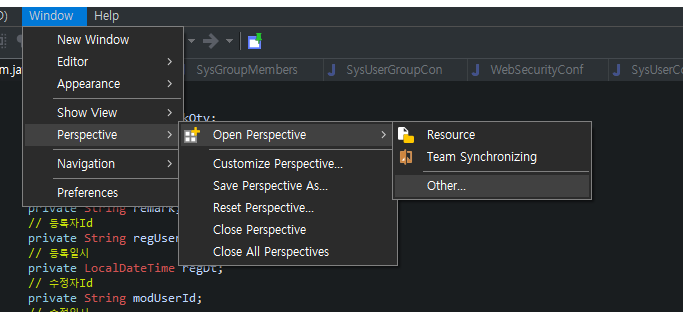 Window Help
New Window
Editor
Appearance
Show View
Perspective
Navigation
Preferences
Open Perspective
Customize Perspective...
Save Perspective As...
Reset Perspective...
Close Perspective
Close All Perspectives
Resource
Team Synchronizing
Other...
m.ja
SysGroupMembers
SysUserGroupCon
WebSecurityConf
SysUserCo
private String remark;
// 등록자Id
private String regUser
// 등록일시
private LocalDateTime regDt;
// 수정자Id
private String modUserId;
// 수정일시